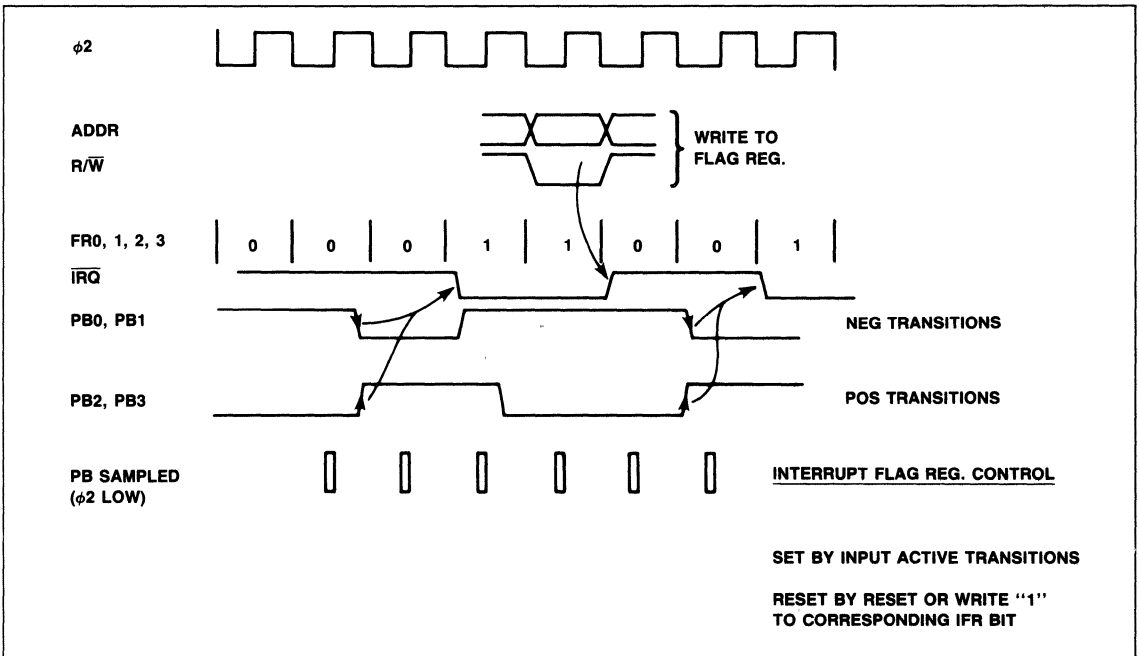 ϕ2
ADDR
R/W̅
WRITE TO
FLAG REG.
FR0, 1, 2, 3
0 0 0 1 1 0 0 1
I̅R̅Q̅
PB0, PB1
NEG TRANSITIONS
PB2, PB3
POS TRANSITIONS
PB SAMPLED
(ϕ2 LOW)
INTERRUPT FLAG REG. CONTROL
SET BY INPUT ACTIVE TRANSITIONS
RESET BY RESET OR WRITE "1"
TO CORRESPONDING IFR BIT